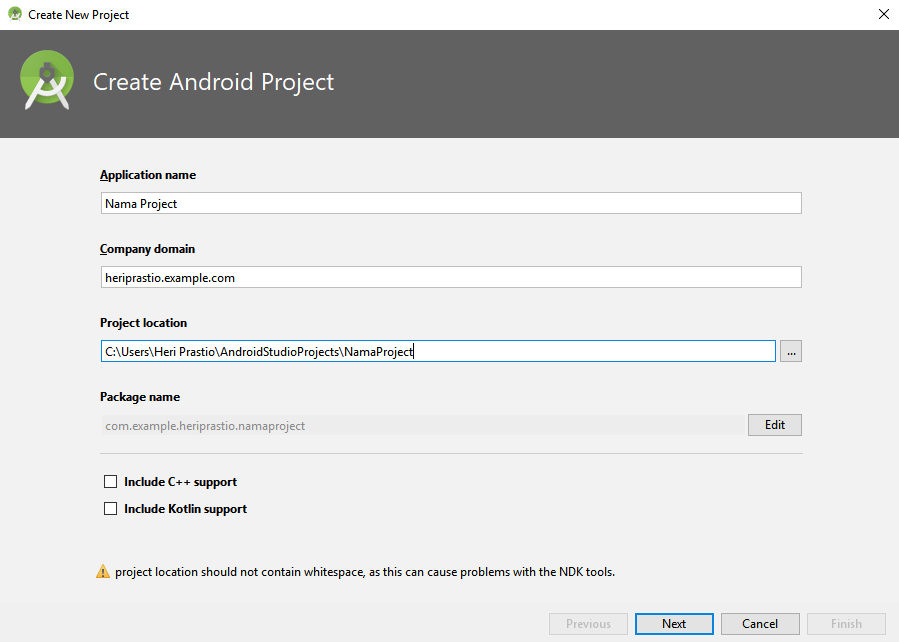 Create New Project
Create Android Project
Application name
Nama Project
Company domain
heriprastio.example.com
Project location
C:\Users\Heri Prastio\AndroidStudioProjects\NamaProject
...
Package name
com.example.heriprastio.namaproject
Edit
Include C++ support
Include Kotlin support
project location should not contain whitespace, as this can cause problems with the NDK tools.
Previous Next Cancel Finish